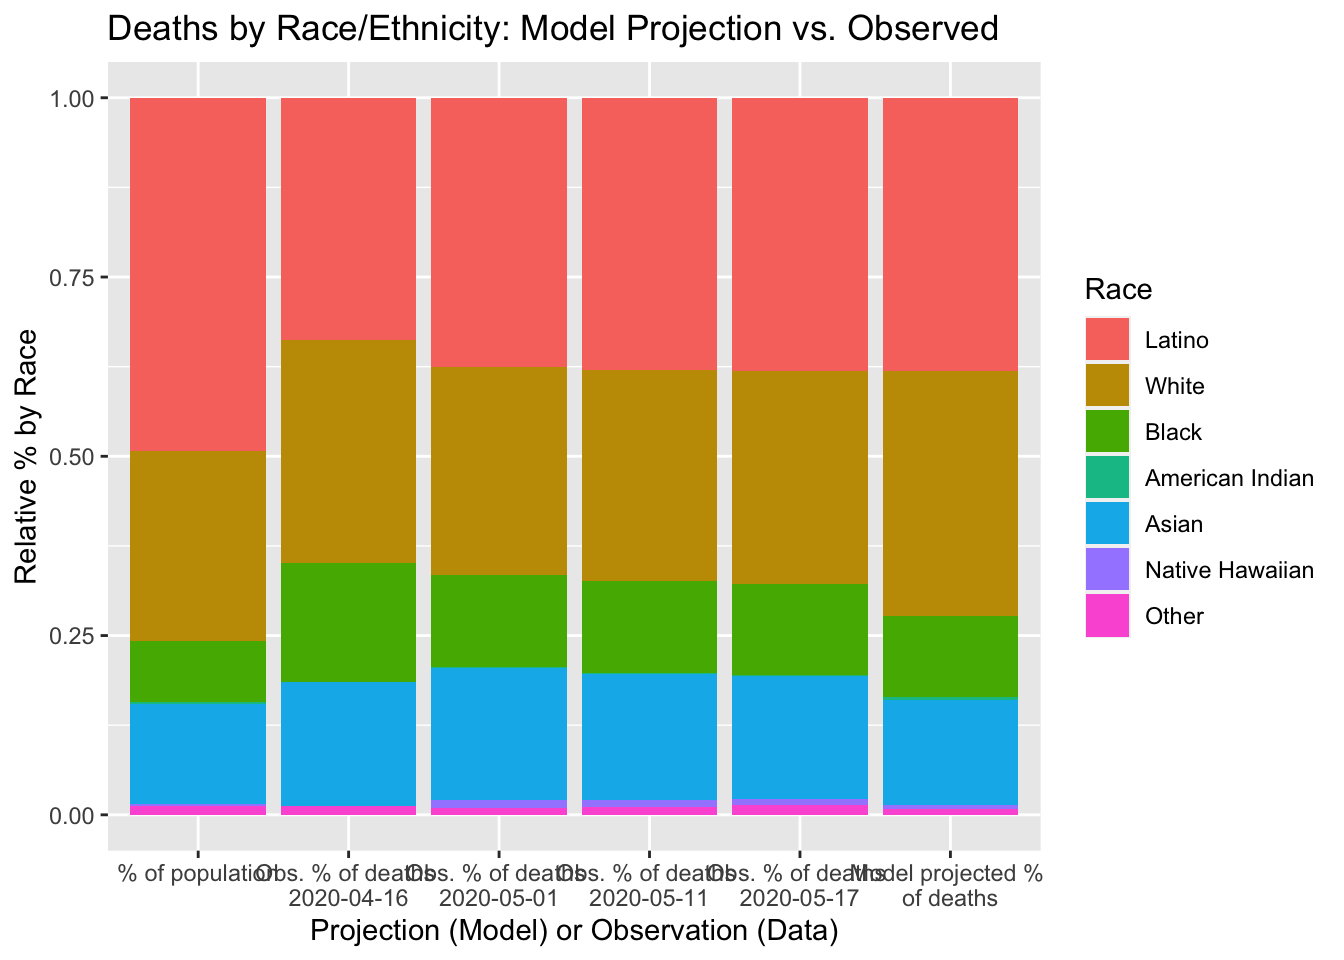 Deaths by Race/Ethnicity: Model Projection vs. Observed
Relative % by Race
1.00
0.75
0.50
0.25
0.00
% of population
Obs. % of deaths
2020-04-16
Obs. % of deaths
2020-05-01
Obs. % of deaths
2020-05-11
Obs. % of deaths
2020-05-17
Model projected %
of deaths
Projection (Model) or Observation (Data)
Race
Latino
White
Black
American Indian
Asian
Native Hawaiian
Other